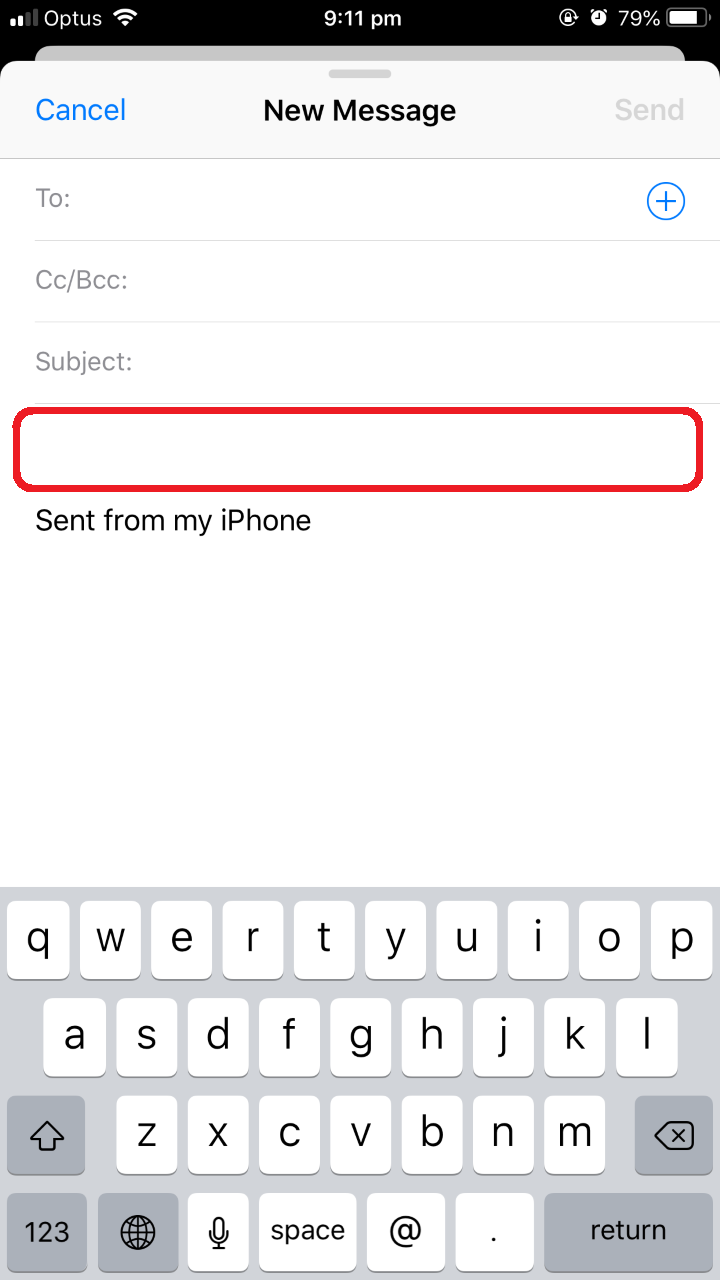 Optus 9:11 pm 79%
Cancel New Message Send
To:
Cc/Bcc:
Subject:
Sent from my iPhone
q w e r t y u i o p
a s d f g h j k l
z x c v b n m
123 space @ . return